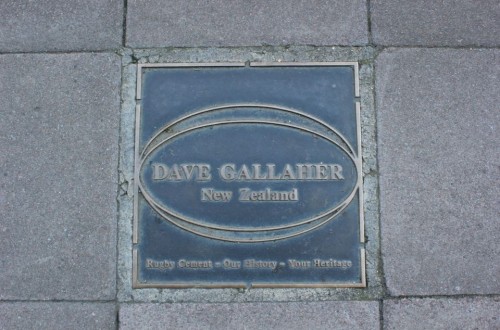 DAVE GALLAHER
New Zealand
Rugby Cement - Our History - Your Heritage